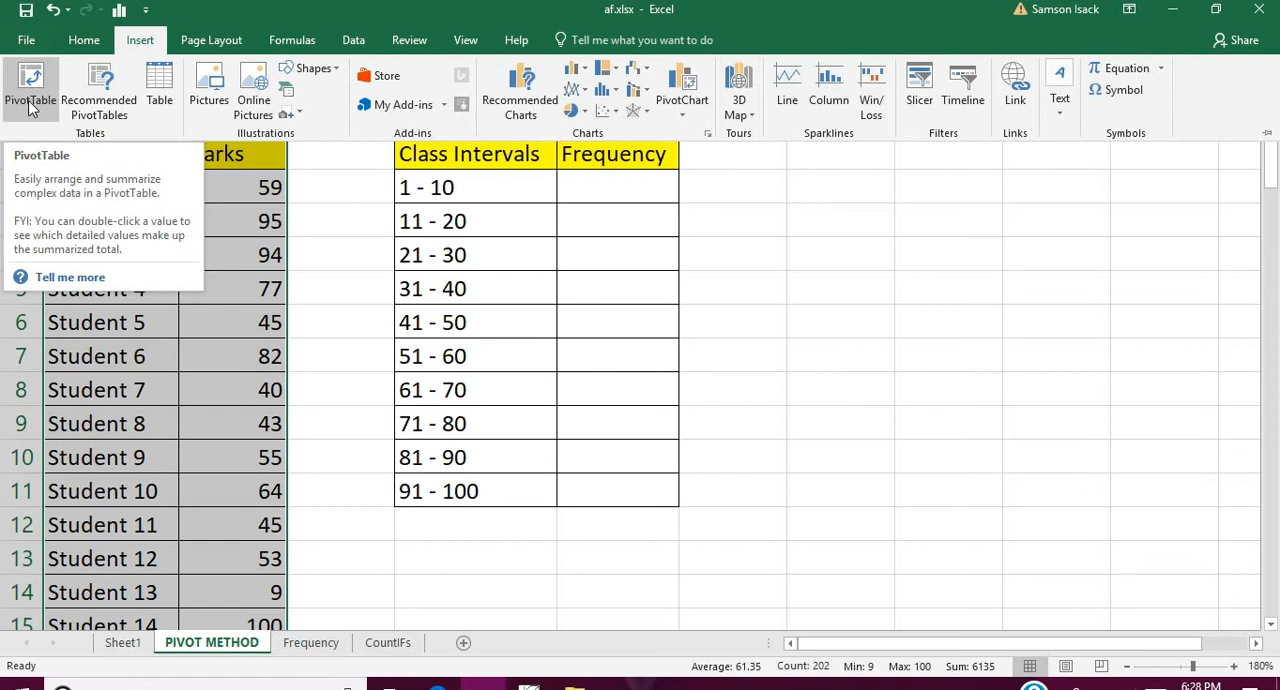 af.xlsx - Excel
Samson Isack
File Home Insert Page Layout Formulas Data Review View Help Tell me what you want to do Share
PivotTable
Recommended PivotTables
Table
Pictures
Online Pictures
Shapes
Store
My Add-ins
Recommended Charts
PivotChart
3D Map
Line
Column
Win/Loss
Slicer
Timeline
Link
Text
Equation
Symbol
Tables Illustrations Add-ins Charts Tours Sparklines Filters Links Symbols
PivotTable
Easily arrange and summarize
complex data in a PivotTable.
FYI: You can double-click a value to
see which detailed values make up
the summarized total.
Tell me more
arks Class Intervals Frequency
59 1 - 10
95 11 - 20
94 21 - 30
Student 4 77 31 - 40
6 Student 5 45 41 - 50
7 Student 6 82 51 - 60
8 Student 7 40 61 - 70
9 Student 8 43 71 - 80
10 Student 9 55 81 - 90
11 Student 10 64 91 - 100
12 Student 11 45
13 Student 12 53
14 Student 13 9
15 Student 14 100
Sheet1 PIVOT METHOD Frequency CountIFs
Ready Average: 61.35 Count: 202 Min: 9 Max: 100 Sum: 6135 180%
6:28 PM